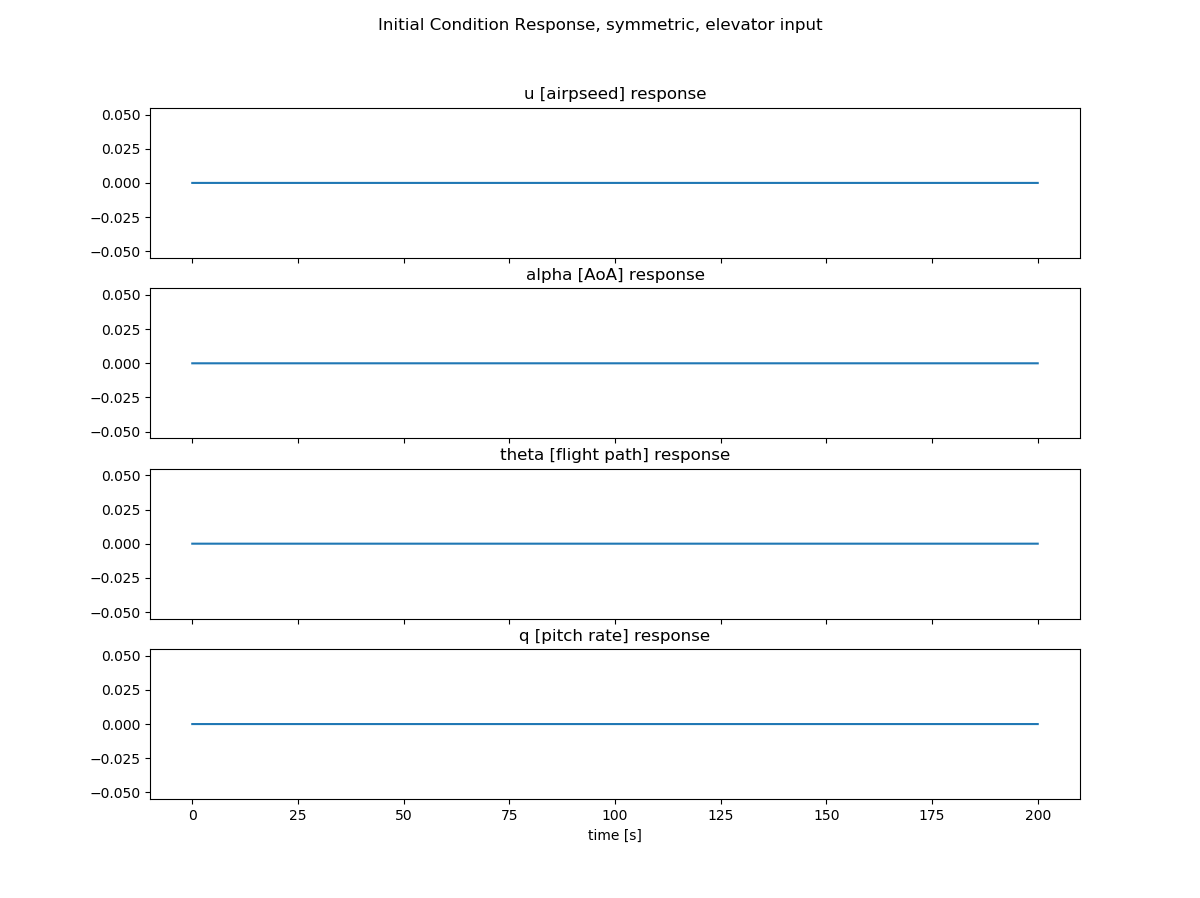 Initial Condition Response, symmetric, elevator input
u [airpseed] response
0.050
0.025
0.000
−0.025
−0.050
alpha [AoA] response
0.050
0.025
0.000
−0.025
−0.050
theta [flight path] response
0.050
0.025
0.000
−0.025
−0.050
q [pitch rate] response
0.050
0.025
0.000
−0.025
−0.050
0 25 50 75 100 125 150 175 200
time [s]